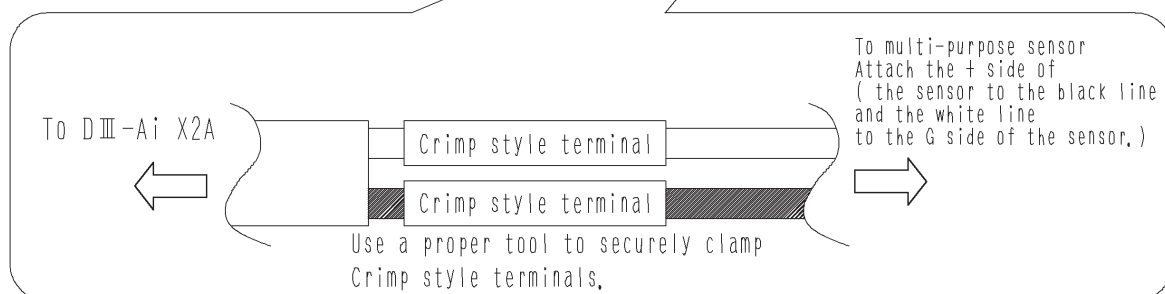 To multi-purpose sensor
Attach the + side of
( the sensor to the black line
and the white line
to the G side of the sensor. )
To DⅢ-Ai X2A
Crimp style terminal
Crimp style terminal
Use a proper tool to securely clamp
Crimp style terminals.